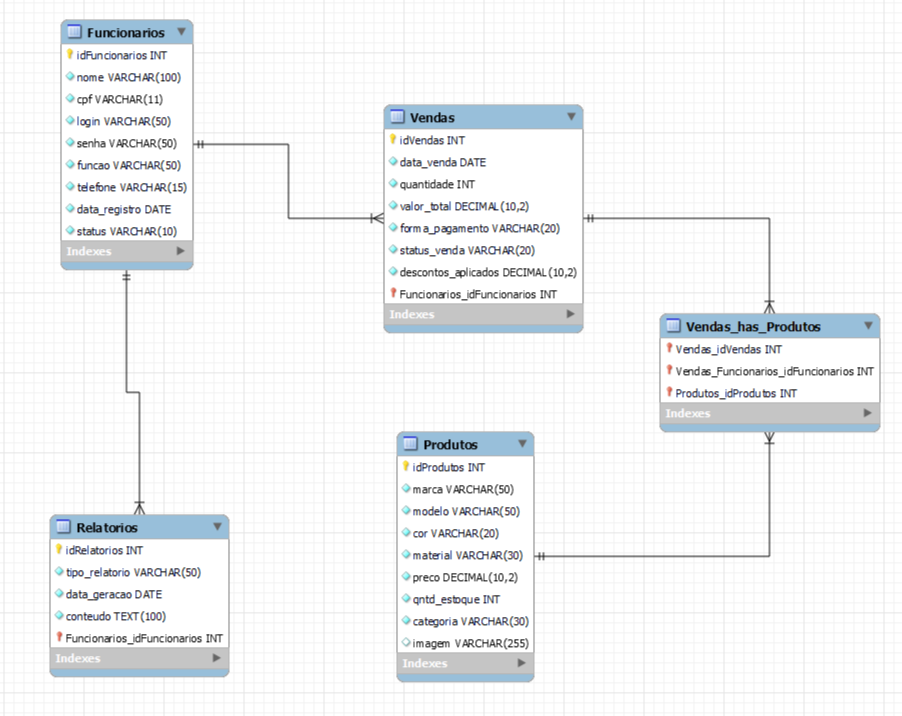 Funcionarios
idFuncionarios INT
nome VARCHAR(100)
cpf VARCHAR(11)
login VARCHAR(50)
senha VARCHAR(50)
funcao VARCHAR(50)
telefone VARCHAR(15)
data_registro DATE
status VARCHAR(10)
Indexes
Vendas
idVendas INT
data_venda DATE
quantidade INT
valor_total DECIMAL(10,2)
forma_pagamento VARCHAR(20)
status_venda VARCHAR(20)
descontos_aplicados DECIMAL(10,2)
Funcionarios_idFuncionarios INT
Indexes
Vendas_has_Produtos
Vendas_idVendas INT
Vendas_Funcionarios_idFuncionarios INT
Produtos_idProdutos INT
Indexes
Produtos
idProdutos INT
marca VARCHAR(50)
modelo VARCHAR(50)
cor VARCHAR(20)
material VARCHAR(30)
preco DECIMAL(10,2)
qntd_estoque INT
categoria VARCHAR(30)
imagem VARCHAR(255)
Indexes
Relatorios
idRelatorios INT
tipo_relatorio VARCHAR(50)
data_geracao DATE
conteudo TEXT(100)
Funcionarios_idFuncionarios INT
Indexes